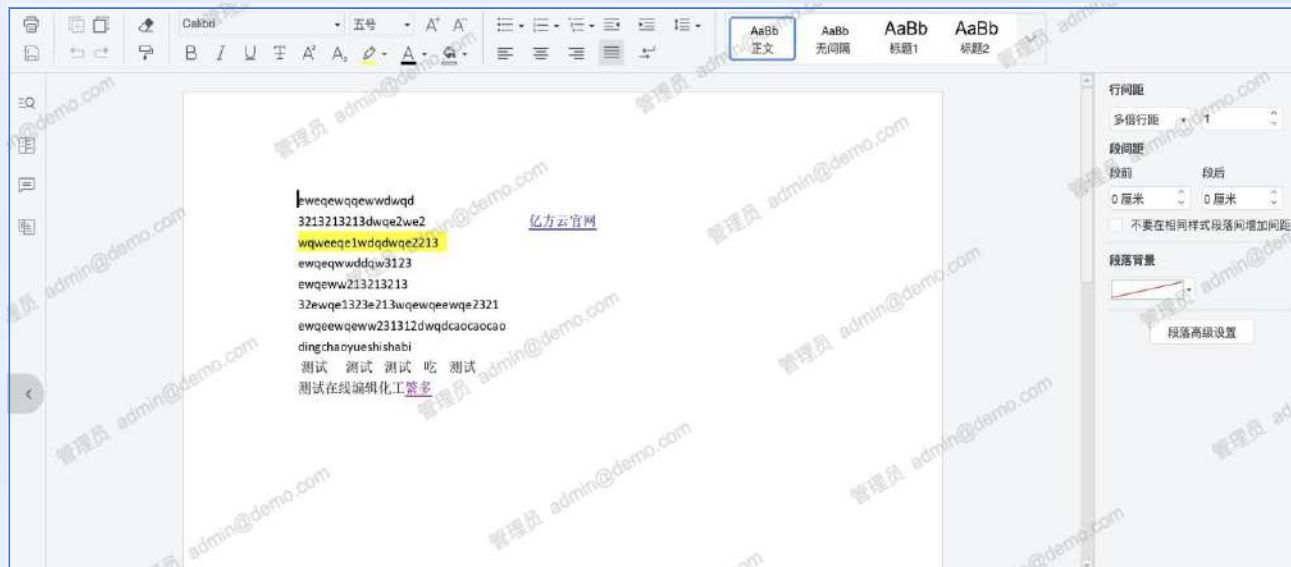 Calibri 五号 A⁺ A⁻
B I U T A² A₂ A
AaBb AaBb AaBb AaBb
正文 无间隔 标题1 标题2
行间距
多倍行距 1
段间距
段前 段后
0 厘米 0 厘米
不要在相同样式段落间增加间距
段落背景
段落高级设置
eweqewqqewwdwqd
3213213213dwqe2we2 亿方云官网
wqweeqe1wdqdwqe2213
ewqeqwwddqw3123
ewqeww213213213
32ewqe1323e213wqewqeewqe2321
ewqeewqeww231312dwqdcaocaocao
dingchaoyueshishabi
测试 测试 测试 吃 测试
测试在线编辑化工繁多
管理员 admin@demo.com